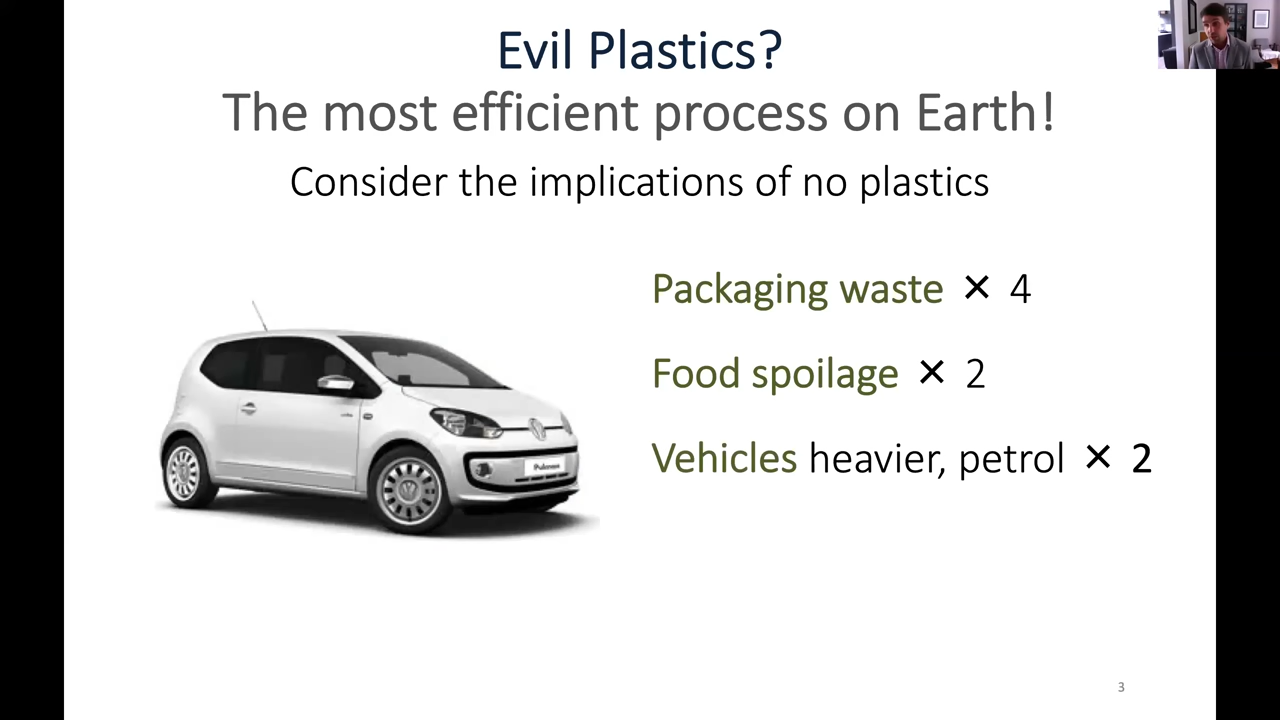 Evil Plastics?
The most efficient process on Earth!
Consider the implications of no plastics
Packaging waste × 4
Food spoilage × 2
Vehicles heavier, petrol × 2
3